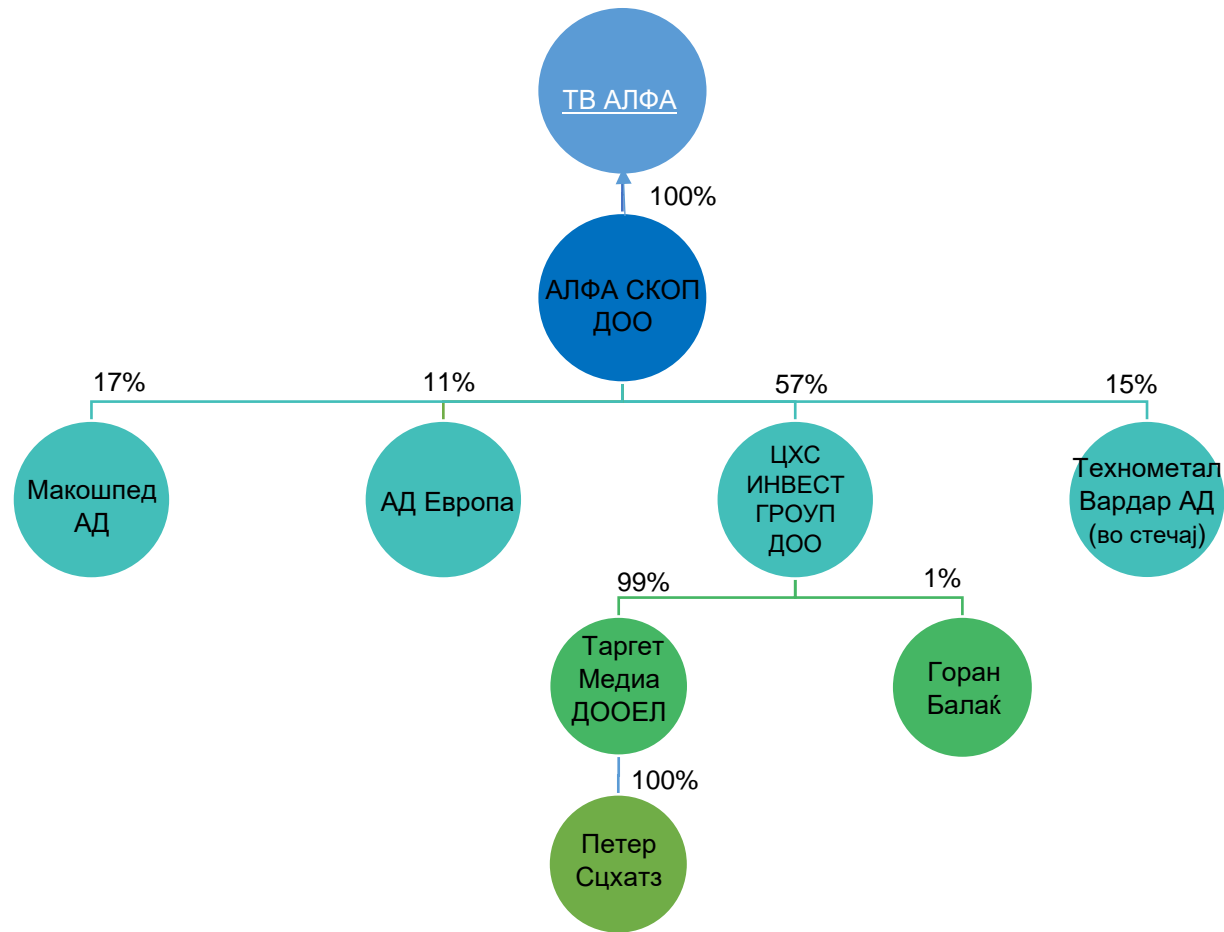 ТВ АЛФА
100%
АЛФА СКОП
ДОО
17%
11%
57%
15%
Макошпед
АД
АД Европа
ЦХС
ИНВЕСТ
ГРОУП
ДОО
Технометал
Вардар АД
(во стечај)
99%
1%
Таргет
Медиа
ДООЕЛ
Горан
Балаќ
100%
Петер
Сцхатз